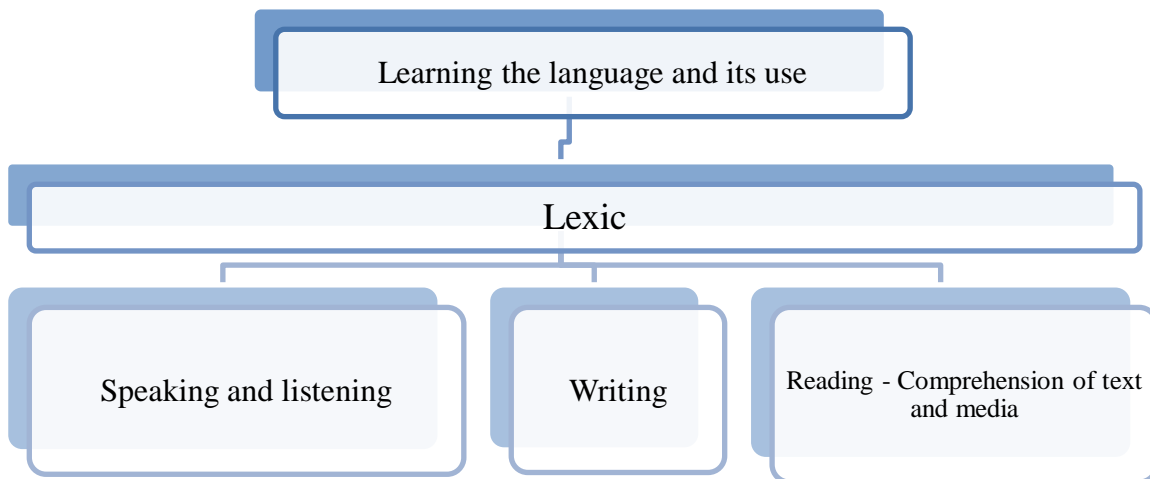 Learning the language and its use
Lexic
Speaking and listening
Writing
Reading - Comprehension of text
and media